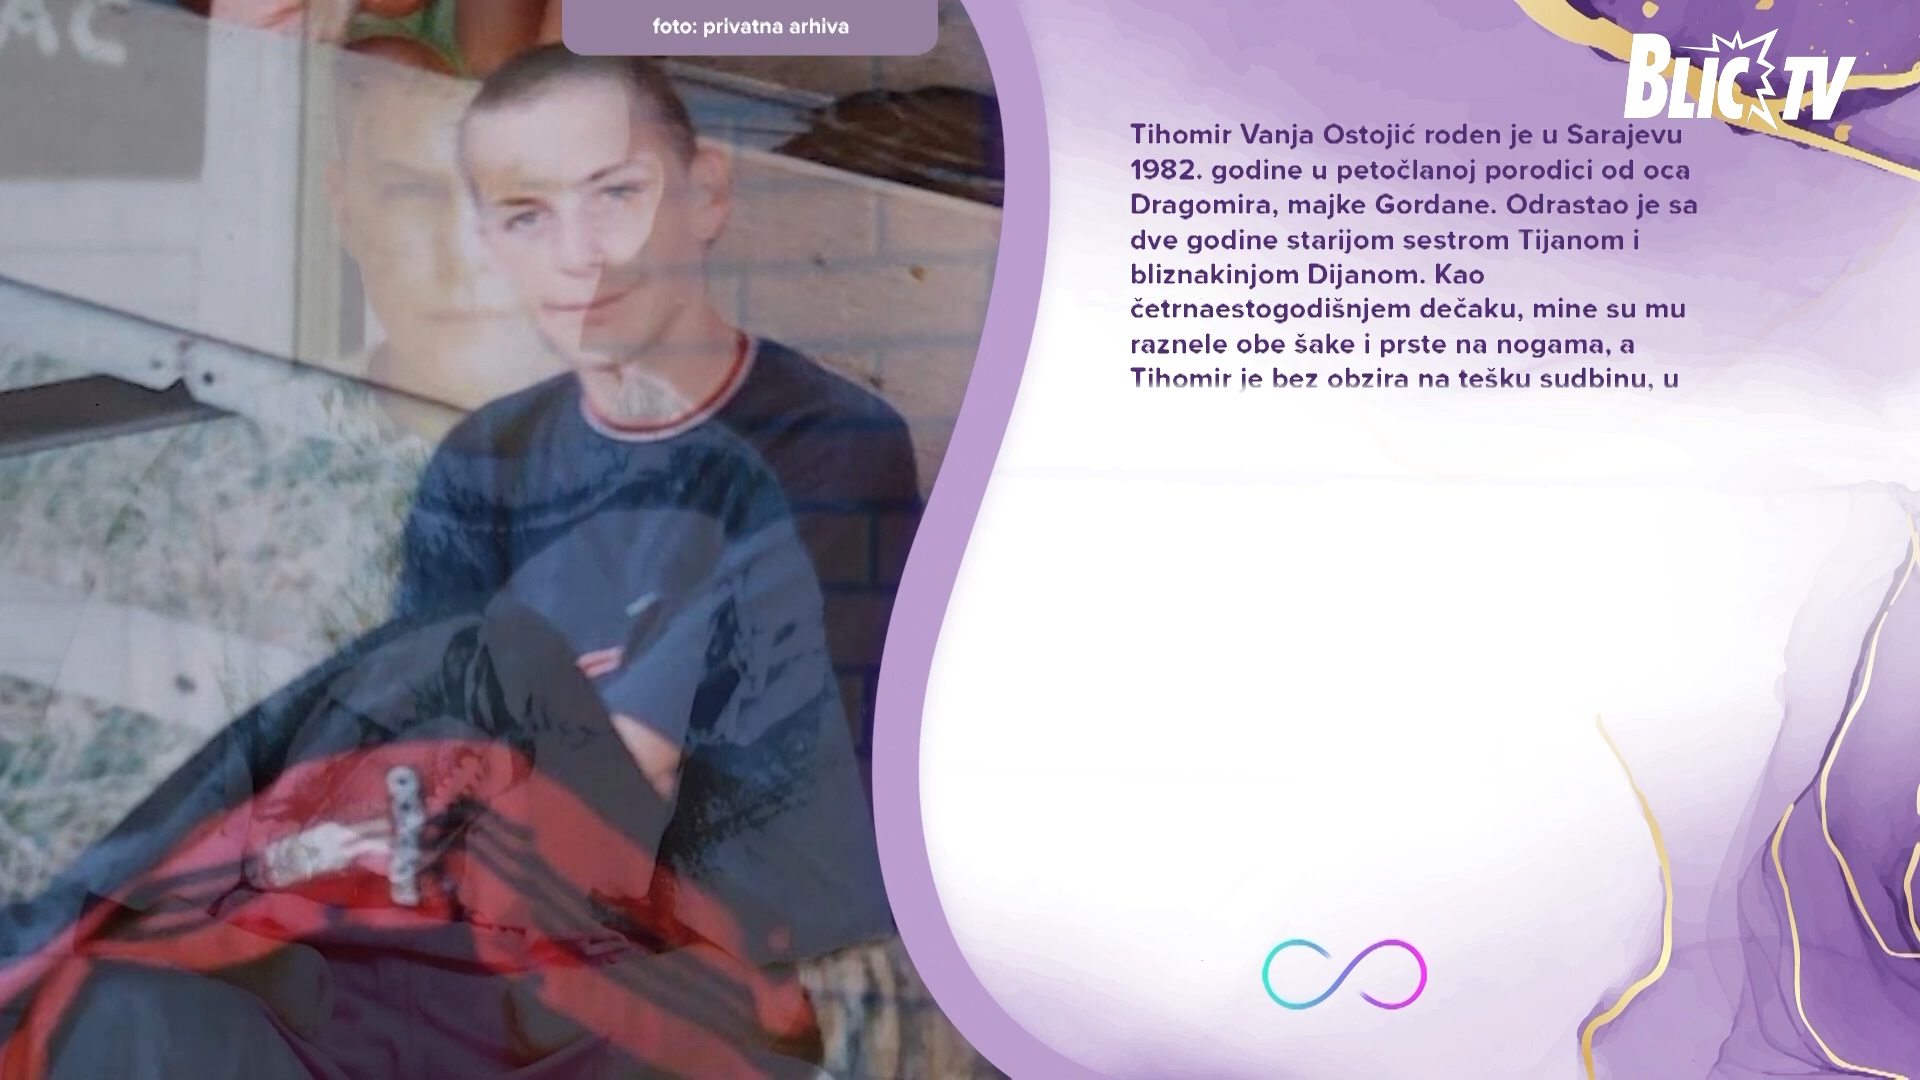 foto: privatna arhiva
BLIC TV
Tihomir Vanja Ostojić roden je u Sarajevu
1982. godine u petočlanoj porodici od oca
Dragomira, majke Gordane. Odrastao je sa
dve godine starijom sestrom Tijanom i
bliznakinjom Dijanom. Kao
četrnaestogodišnjem dečaku, mine su mu
raznele obe šake i prste na nogama, a
Tihomir je bez obzira na tešku sudbinu, u